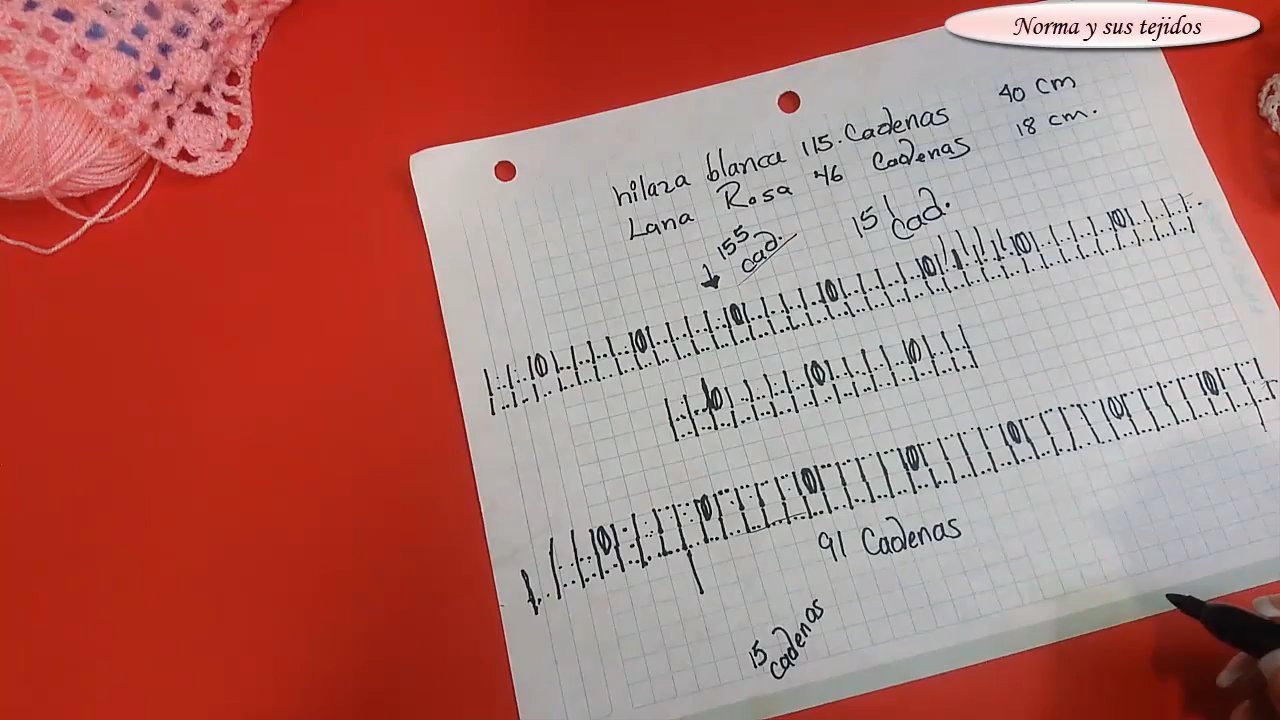 Norma y sus tejidos
hilaza blanca 115. Cadenas 40 cm
Lana Rosa 46 Cadenas 18 cm.
155
cad.
151
cad.
91 Cadenas
15
cadenas